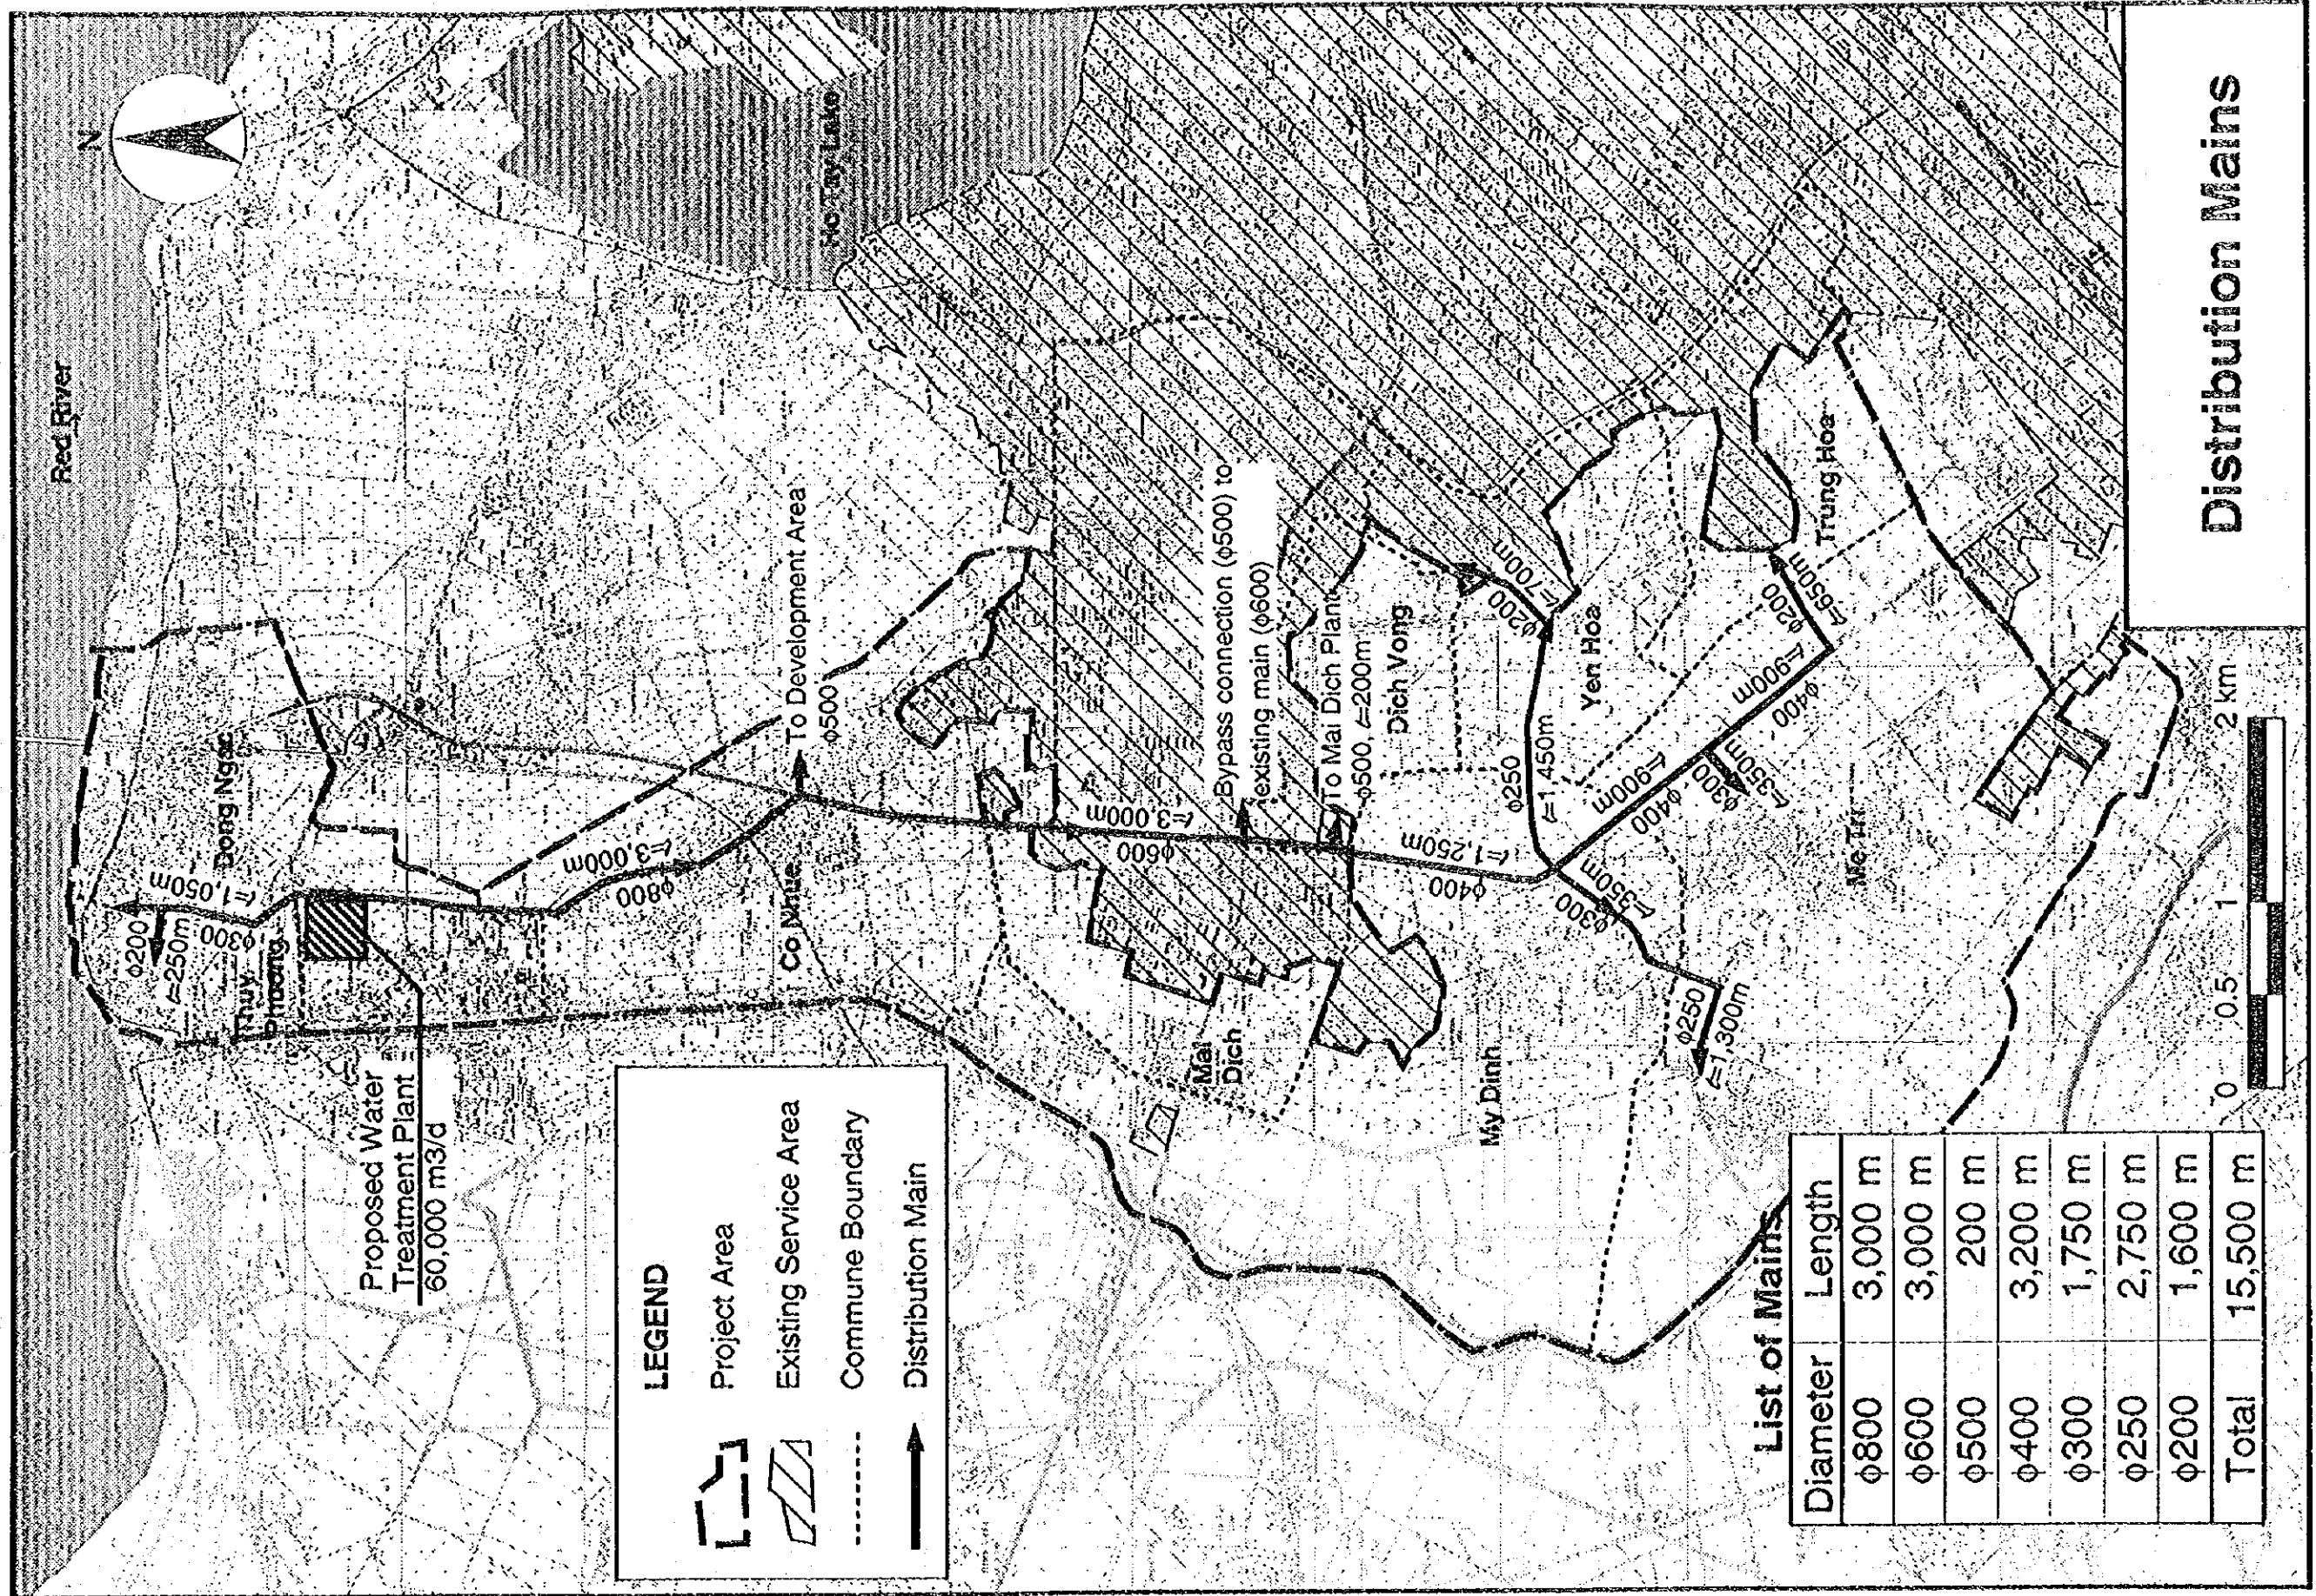 N
Red River
Ho Tay Lake
Dong Ngac
ℓ=1,050m
φ300
φ200
ℓ=250m
Thuy
Phuong
Proposed Water
Treatment Plant
60,000 m3/d
ℓ=3,000m
φ800
Co Nhue
To Development Area
φ500
ℓ=3,000m
φ600
Bypass connection (φ500) to
existing main (φ600)
To Mai Dich Plant
φ500, ℓ=200m
Mai
Dich
Dich Vong
ℓ=1,250m
φ400
My Dinh
φ250
ℓ=1,450m
φ200
ℓ=700m
Yen Hoa
Trung Hoa
φ200
ℓ=650m
ℓ=900m
φ400
ℓ=900m
φ400
φ300
ℓ=350m
φ300
ℓ=350m
φ250
ℓ=1,300m
Me Tri
LEGEND
Project Area
Existing Service Area
Commune Boundary
Distribution Main
List of Mains
Diameter Length
φ800 3,000 m
φ600 3,000 m
φ500 200 m
φ400 3,200 m
φ300 1,750 m
φ250 2,750 m
φ200 1,600 m
Total 15,500 m
0 0.5 1 2 km
Distribution Mains